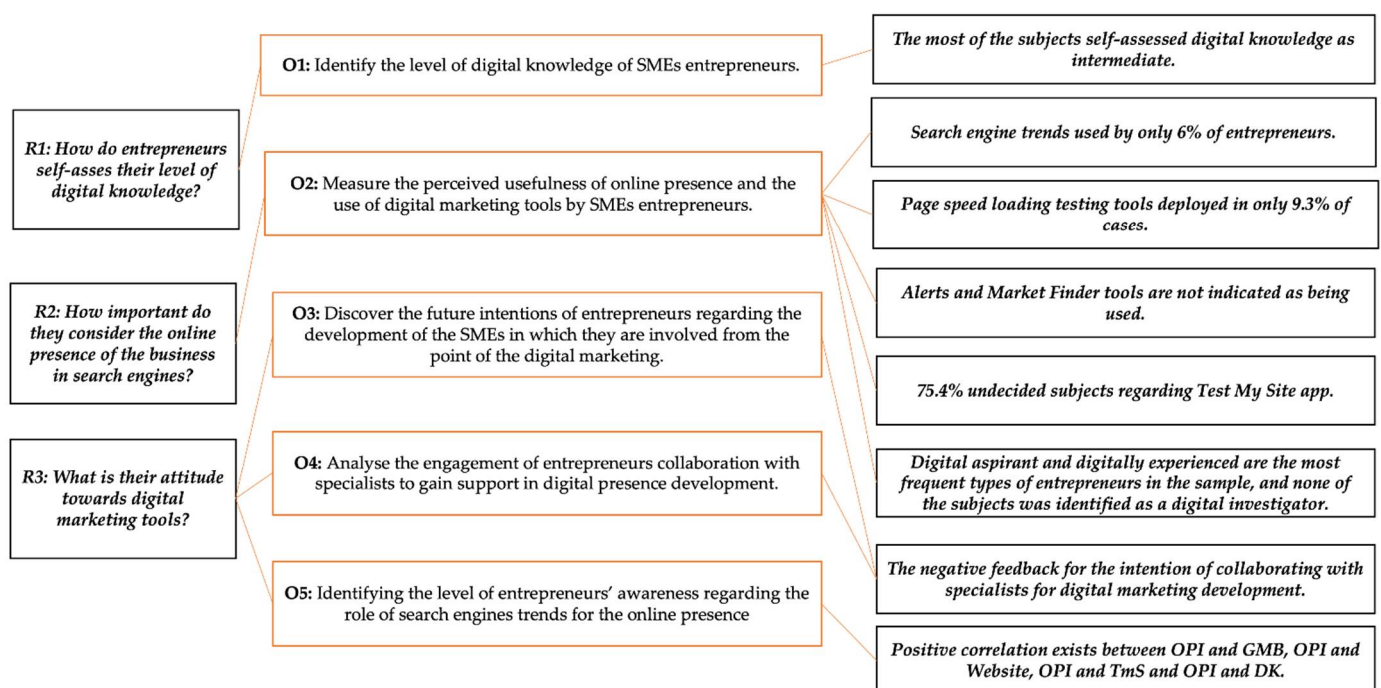 R1: How do entrepreneurs
self-asses their level of
digital knowledge?
R2: How important do
they consider the online
presence of the business
in search engines?
R3: What is their attitude
towards digital
marketing tools?
O1: Identify the level of digital knowledge of SMEs entrepreneurs.
O2: Measure the perceived usefulness of online presence and the
use of digital marketing tools by SMEs entrepreneurs.
O3: Discover the future intentions of entrepreneurs regarding the
development of the SMEs in which they are involved from the
point of the digital marketing.
O4: Analyse the engagement of entrepreneurs collaboration with
specialists to gain support in digital presence development.
O5: Identifying the level of entrepreneurs’ awareness regarding the
role of search engines trends for the online presence
The most of the subjects self-assessed digital knowledge as
intermediate.
Search engine trends used by only 6% of entrepreneurs.
Page speed loading testing tools deployed in only 9.3% of
cases.
Alerts and Market Finder tools are not indicated as being
used.
75.4% undecided subjects regarding Test My Site app.
Digital aspirant and digitally experienced are the most
frequent types of entrepreneurs in the sample, and none of
the subjects was identified as a digital investigator.
The negative feedback for the intention of collaborating with
specialists for digital marketing development.
Positive correlation exists between OPI and GMB, OPI and
Website, OPI and TmS and OPI and DK.